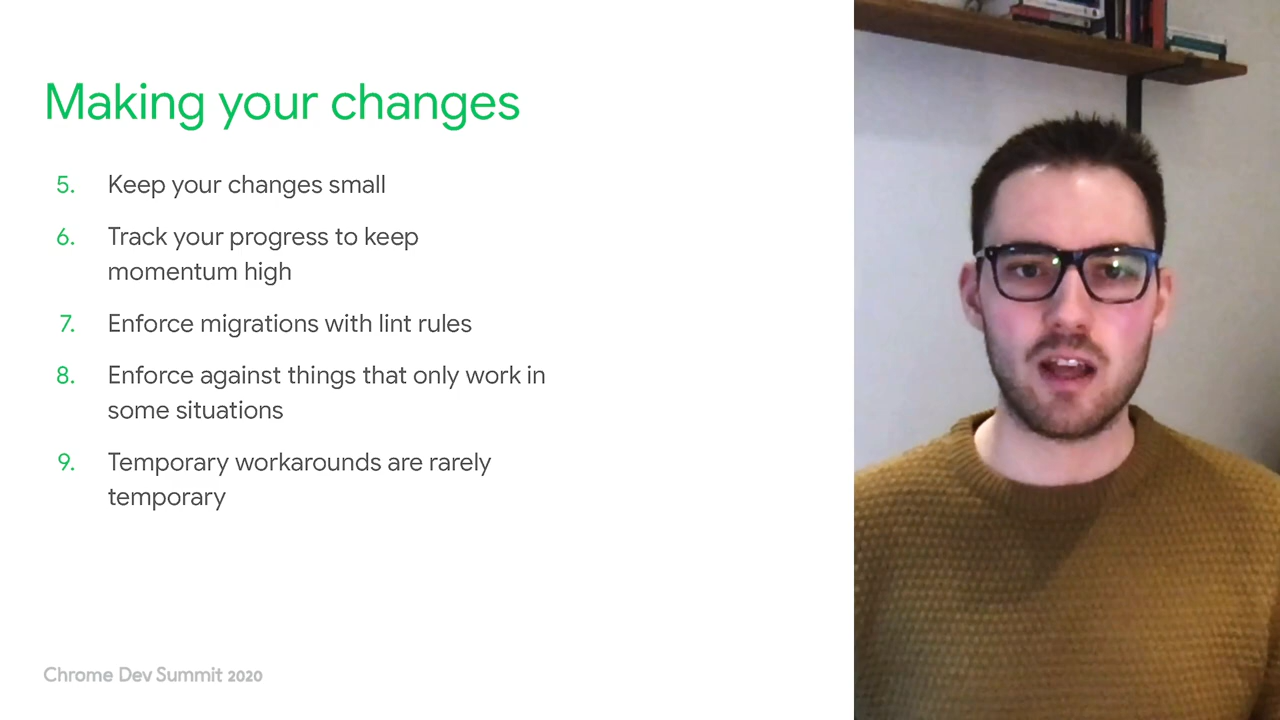 Making your changes
5. Keep your changes small
6. Track your progress to keep
momentum high
7. Enforce migrations with lint rules
8. Enforce against things that only work in
some situations
9. Temporary workarounds are rarely
temporary
Chrome Dev Summit 2020